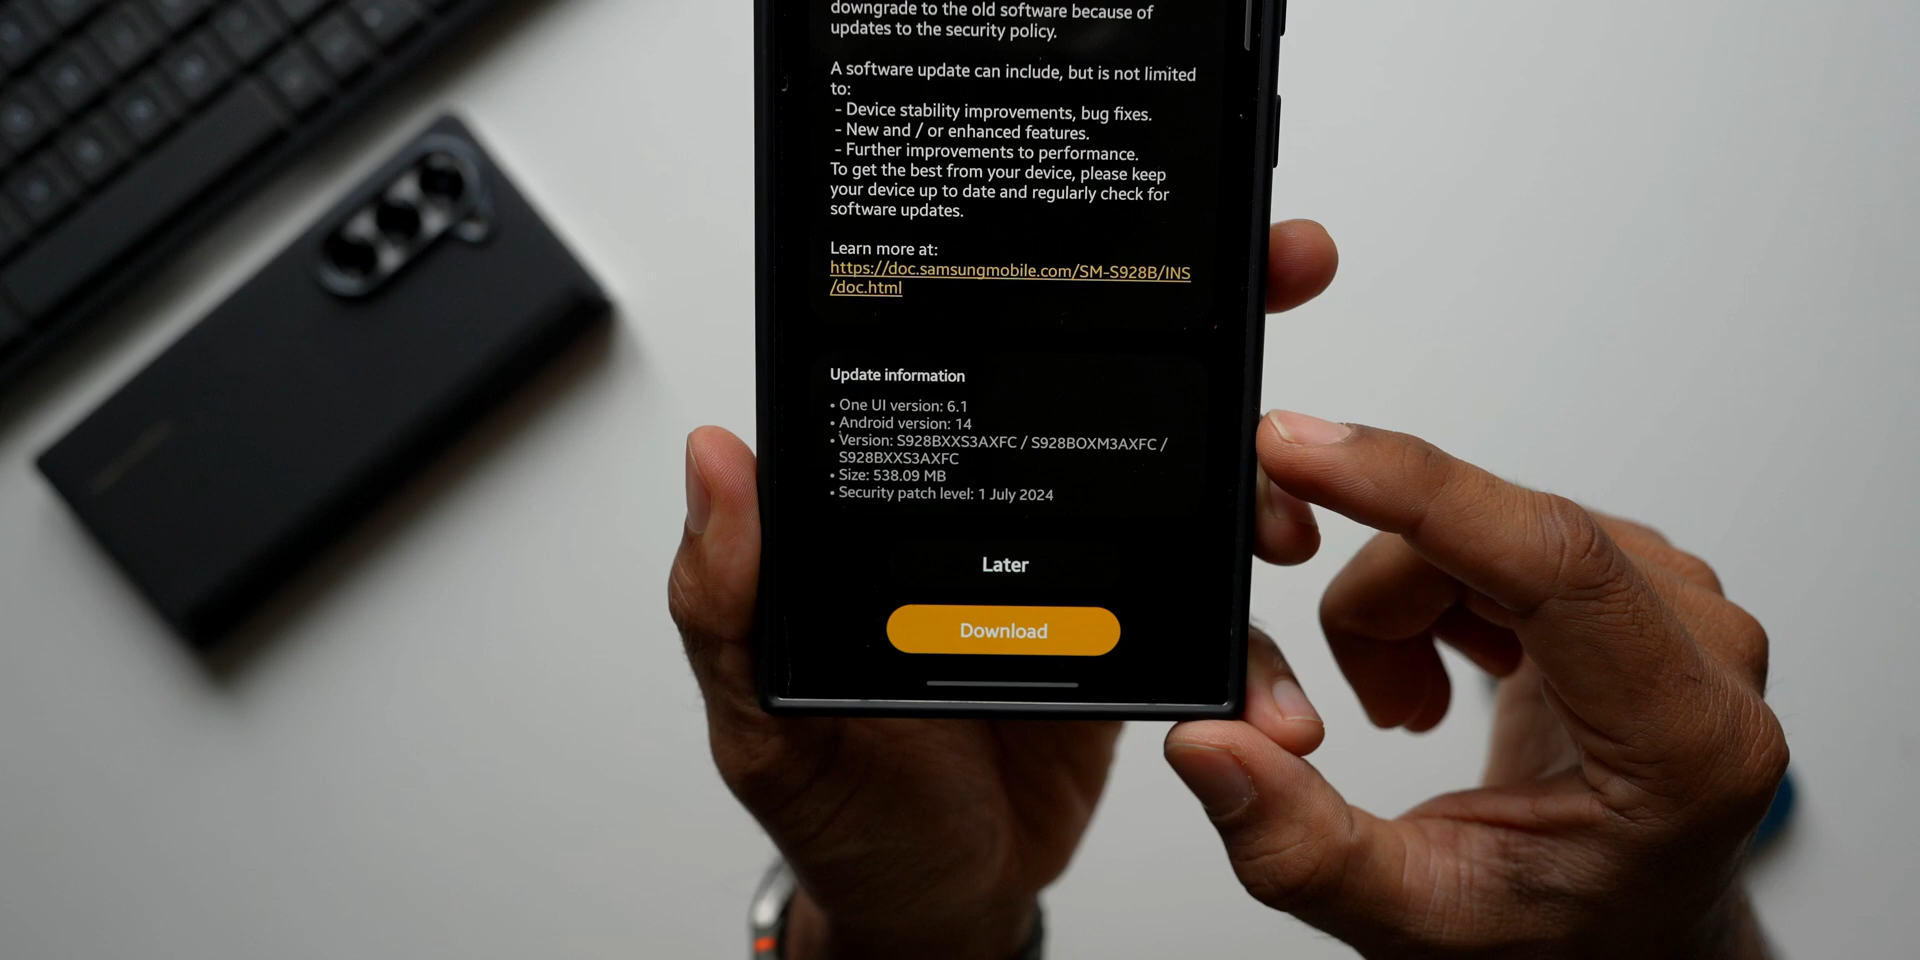 downgrade to the old software because of
updates to the security policy.
A software update can include, but is not limited
to:
- Device stability improvements, bug fixes.
- New and / or enhanced features.
- Further improvements to performance.
To get the best from your device, please keep
your device up to date and regularly check for
software updates.
Learn more at:
https://doc.samsungmobile.com/SM-S928B/INS
/doc.html
Update information
• One UI version: 6.1
• Android version: 14
• Version: S928BXXS3AXFC / S928BOXM3AXFC /
S928BXXS3AXFC
• Size: 538.09 MB
• Security patch level: 1 July 2024
Later
Download